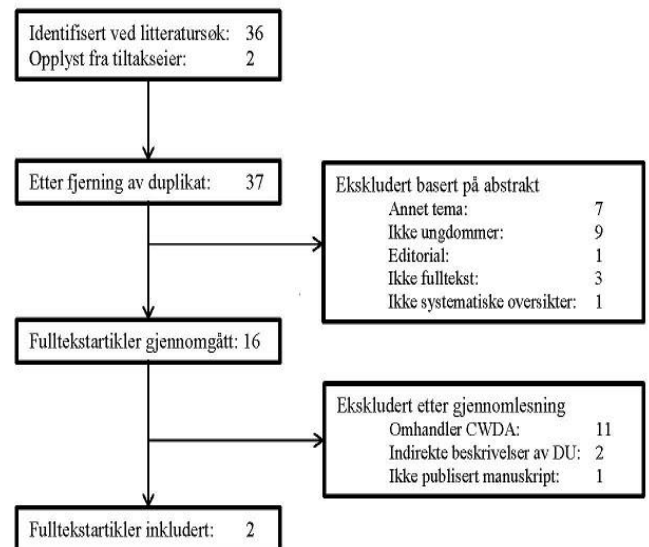 Identifisert ved litteratursøk: 36
Opplyst fra tiltakseier: 2
Etter fjerning av duplikat: 37
Ekskludert basert på abstrakt
Annet tema: 7
Ikke ungdommer: 9
Editorial: 1
Ikke fulltekst: 3
Ikke systematiske oversikter: 1
Fulltekstartikler gjennomgått: 16
Ekskludert etter gjennomlesning
Omhandler CWDA: 11
Indirekte beskrivelser av DU: 2
Ikke publisert manuskript: 1
Fulltekstartikler inkludert: 2